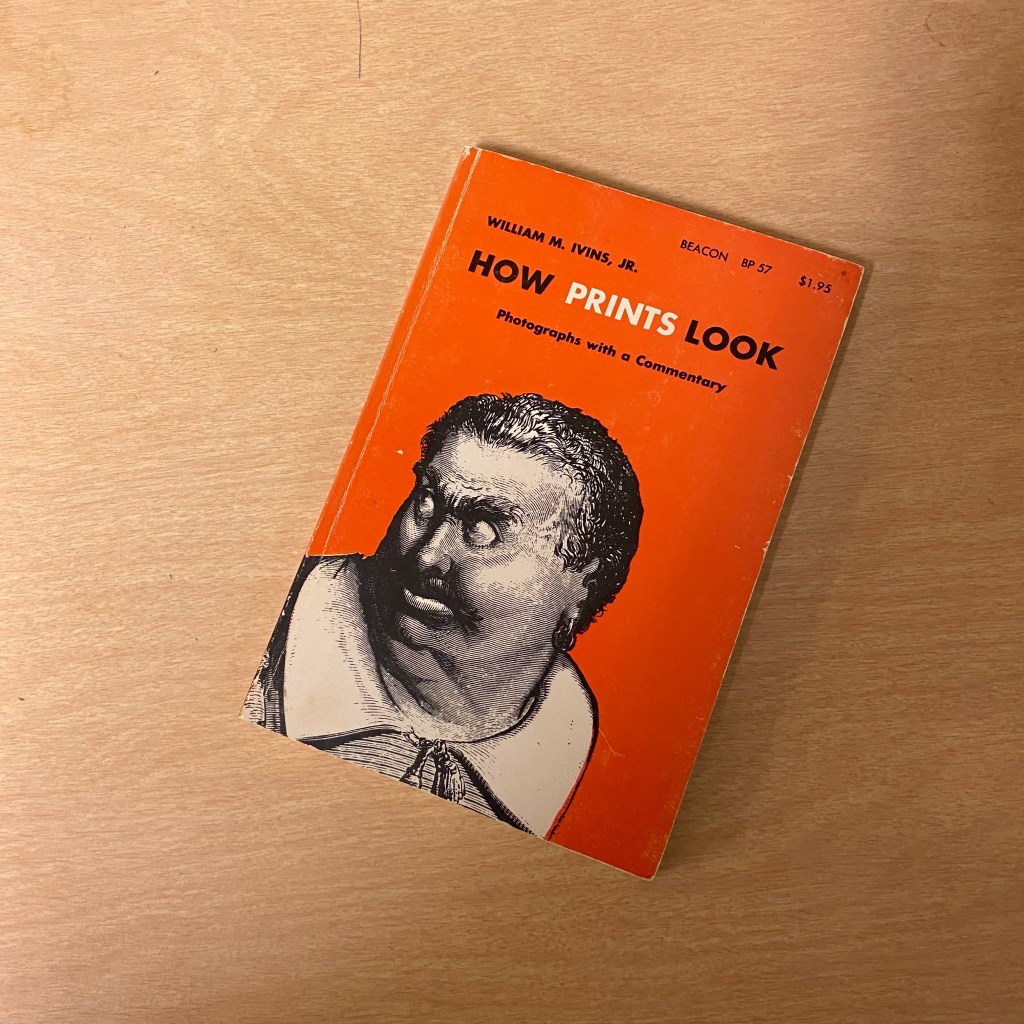 WILLIAM M. IVINS, JR.
BEACON BP 57 $1.95
HOW PRINTS LOOK
Photographs with a Commentary